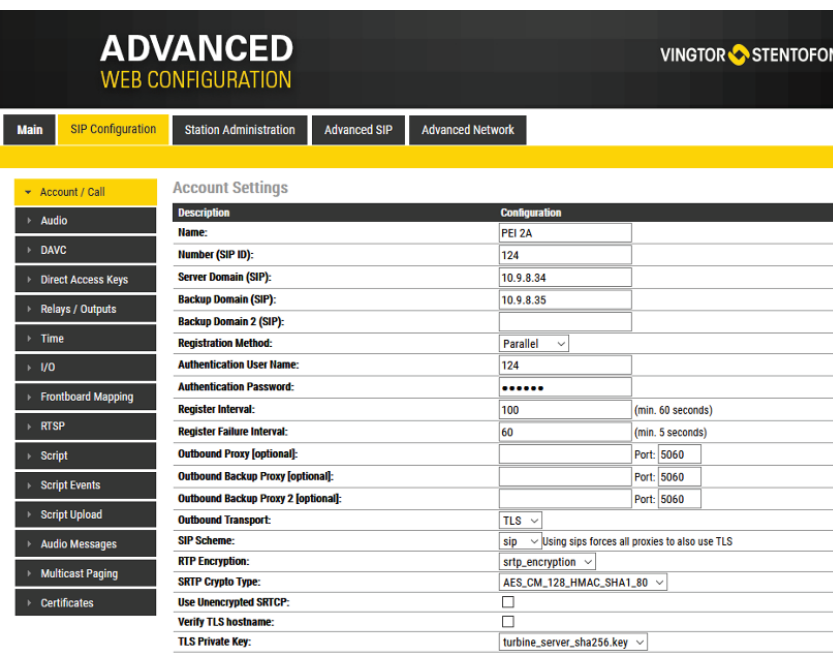 ADVANCED
WEB CONFIGURATION
VINGTOR STENTOFON
Main SIP Configuration Station Administration Advanced SIP Advanced Network
Account / Call
Audio
DAVC
Direct Access Keys
Relays / Outputs
Time
I/O
Frontboard Mapping
RTSP
Script
Script Events
Script Upload
Audio Messages
Multicast Paging
Certificates
Account Settings
Description Configuration
Name: PEI 2A
Number (SIP ID): 124
Server Domain (SIP): 10.9.8.34
Backup Domain (SIP): 10.9.8.35
Backup Domain 2 (SIP):
Registration Method: Parallel
Authentication User Name: 124
Authentication Password: ••••••
Register Interval: 100 (min. 60 seconds)
Register Failure Interval: 60 (min. 5 seconds)
Outbound Proxy [optional]: Port: 5060
Outbound Backup Proxy [optional]: Port: 5060
Outbound Backup Proxy 2 [optional]: Port: 5060
Outbound Transport: TLS
SIP Scheme: sip Using sips forces all proxies to also use TLS
RTP Encryption: srtp_encryption
SRTP Crypto Type: AES_CM_128_HMAC_SHA1_80
Use Unencrypted SRTCP:
Verify TLS hostname:
TLS Private Key: turbine_server_sha256.key